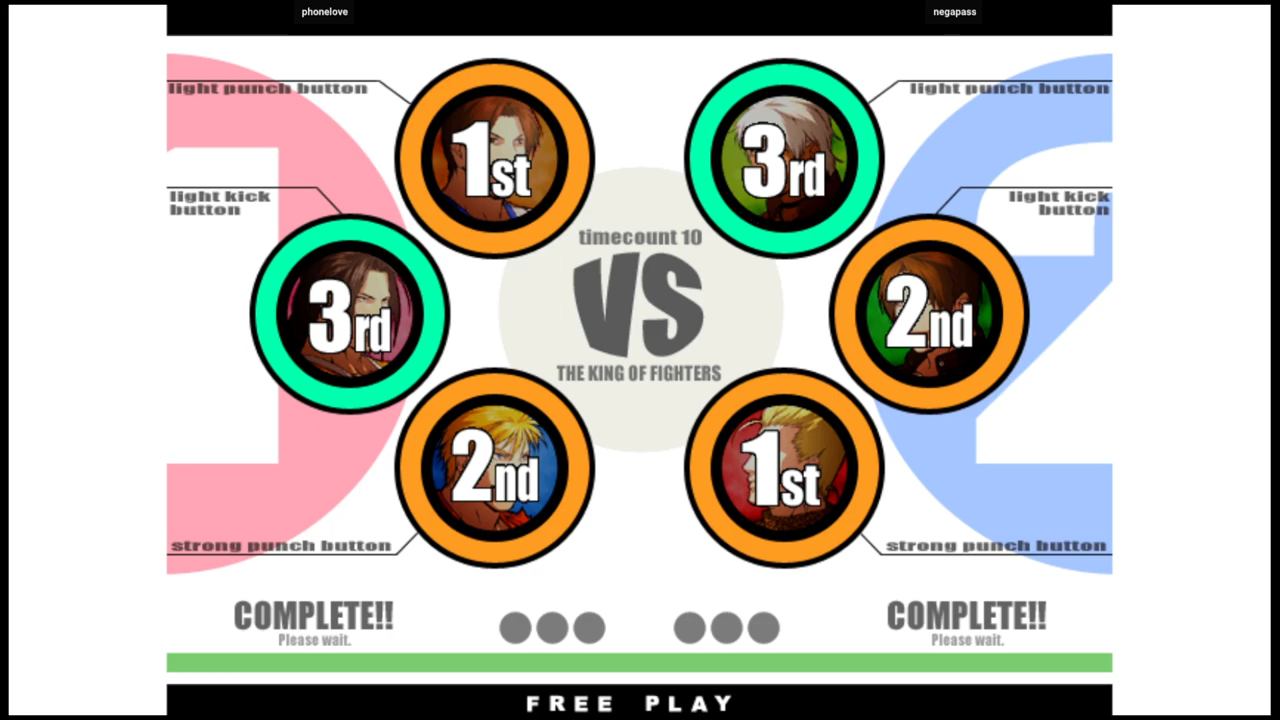 phonelove
negapass
light punch button
light punch button
1st
3rd
light kick
button
light kick
button
timecount 10
VS
THE KING OF FIGHTERS
3rd
2nd
2nd
1st
strong punch button
strong punch button
COMPLETE!!
Please wait.
COMPLETE!!
Please wait.
FREE PLAY